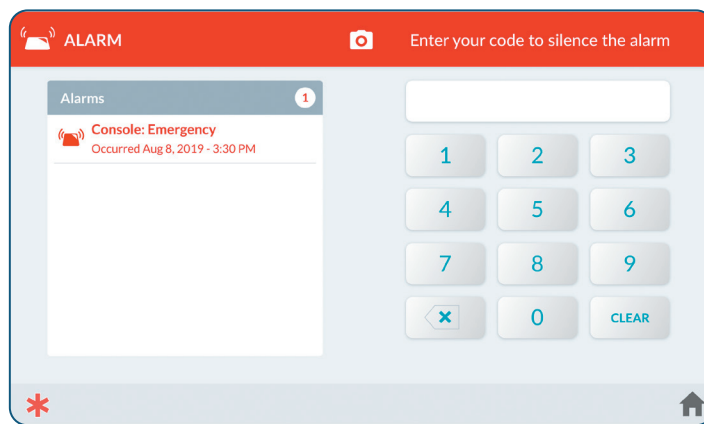 ALARM
Enter your code to silence the alarm
Alarms
1
Console: Emergency
Occurred Aug 8, 2019 - 3:30 PM
1 2 3
4 5 6
7 8 9
0 CLEAR